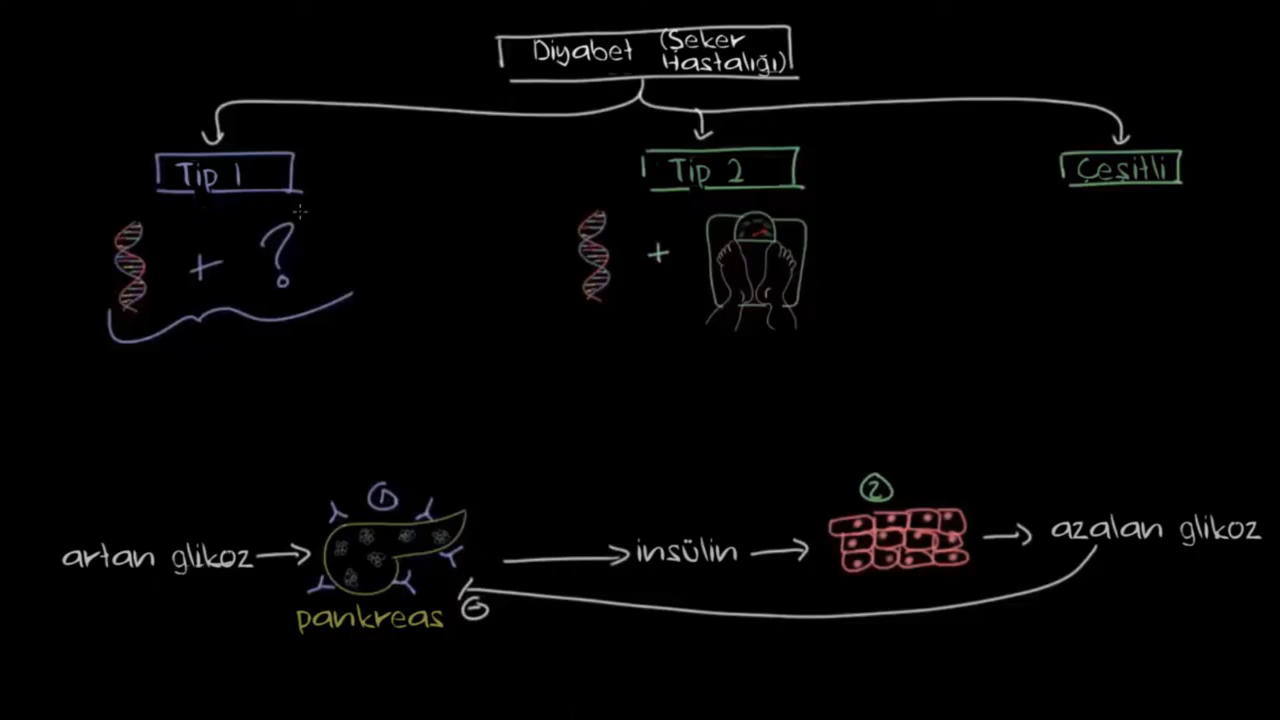 Diyabet (Şeker
Hastalığı)
Tip 1
Tip 2
Çeşitli
+ ?
+
1
2
artan glikoz
insülin
azalan glikoz
pankreas
-